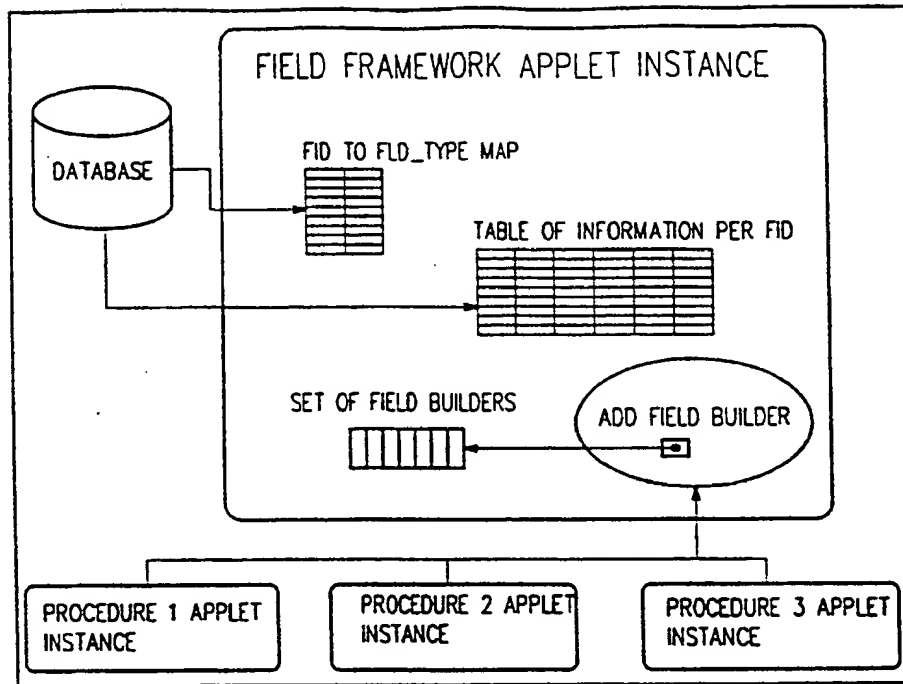 FIELD FRAMEWORK APPLET INSTANCE
DATABASE
FID TO FLD_TYPE MAP
TABLE OF INFORMATION PER FID
SET OF FIELD BUILDERS
ADD FIELD BUILDER
PROCEDURE 1 APPLET
INSTANCE
PROCEDURE 2 APPLET
INSTANCE
PROCEDURE 3 APPLET
INSTANCE